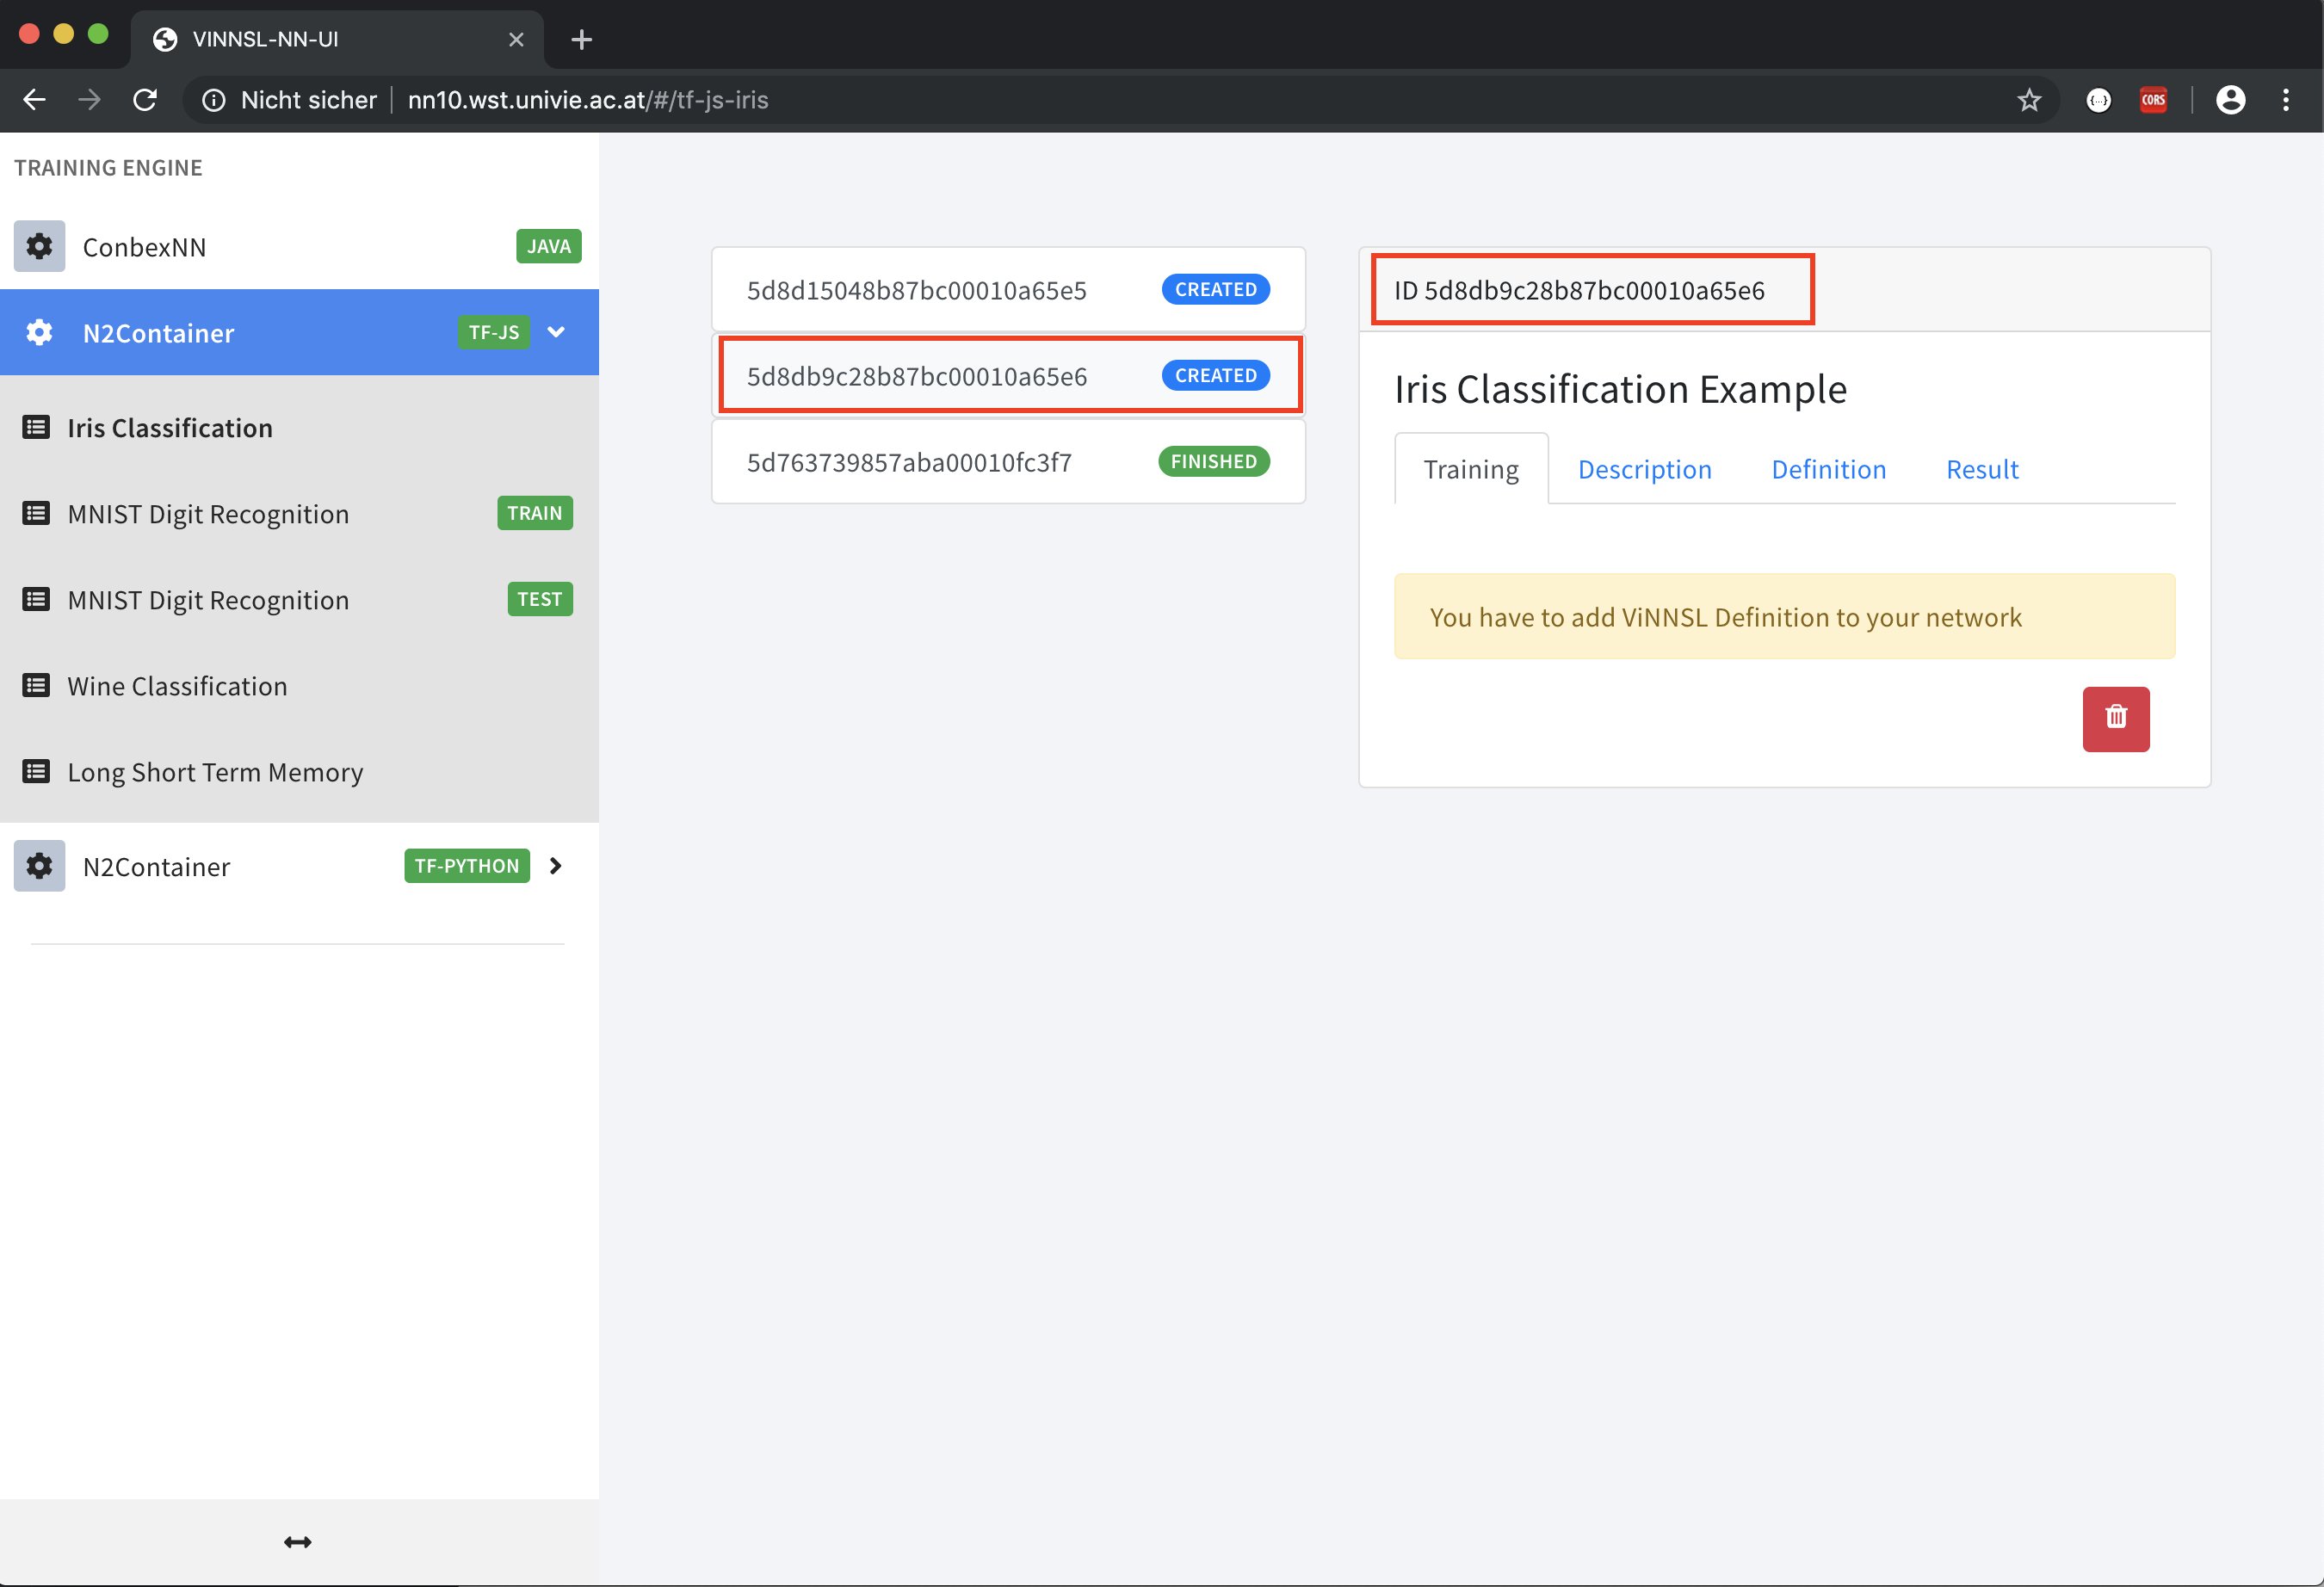 VINNSL-NN-UI
Nicht sicher nn10.wst.univie.ac.at/#/tf-js-iris
CORS
TRAINING ENGINE
ConbexNN JAVA
N2Container TF-JS
Iris Classification
MNIST Digit Recognition TRAIN
MNIST Digit Recognition TEST
Wine Classification
Long Short Term Memory
N2Container TF-PYTHON
5d8d15048b87bc00010a65e5 CREATED
5d8db9c28b87bc00010a65e6 CREATED
5d763739857aba00010fc3f7 FINISHED
ID 5d8db9c28b87bc00010a65e6
Iris Classification Example
Training Description Definition Result
You have to add ViNNSL Definition to your network